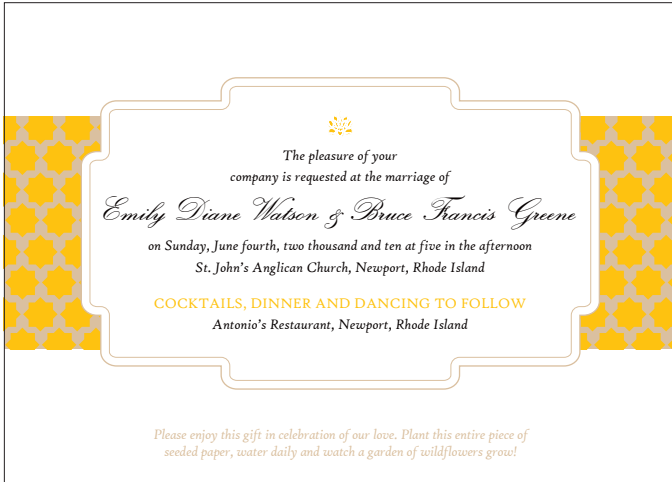 The pleasure of your
company is requested at the marriage of
Emily Diane Watson & Bruce Francis Greene
on Sunday, June fourth, two thousand and ten at five in the afternoon
St. John's Anglican Church, Newport, Rhode Island
COCKTAILS, DINNER AND DANCING TO FOLLOW
Antonio's Restaurant, Newport, Rhode Island
Please enjoy this gift in celebration of our love. Plant this entire piece of
seeded paper, water daily and watch a garden of wildflowers grow!